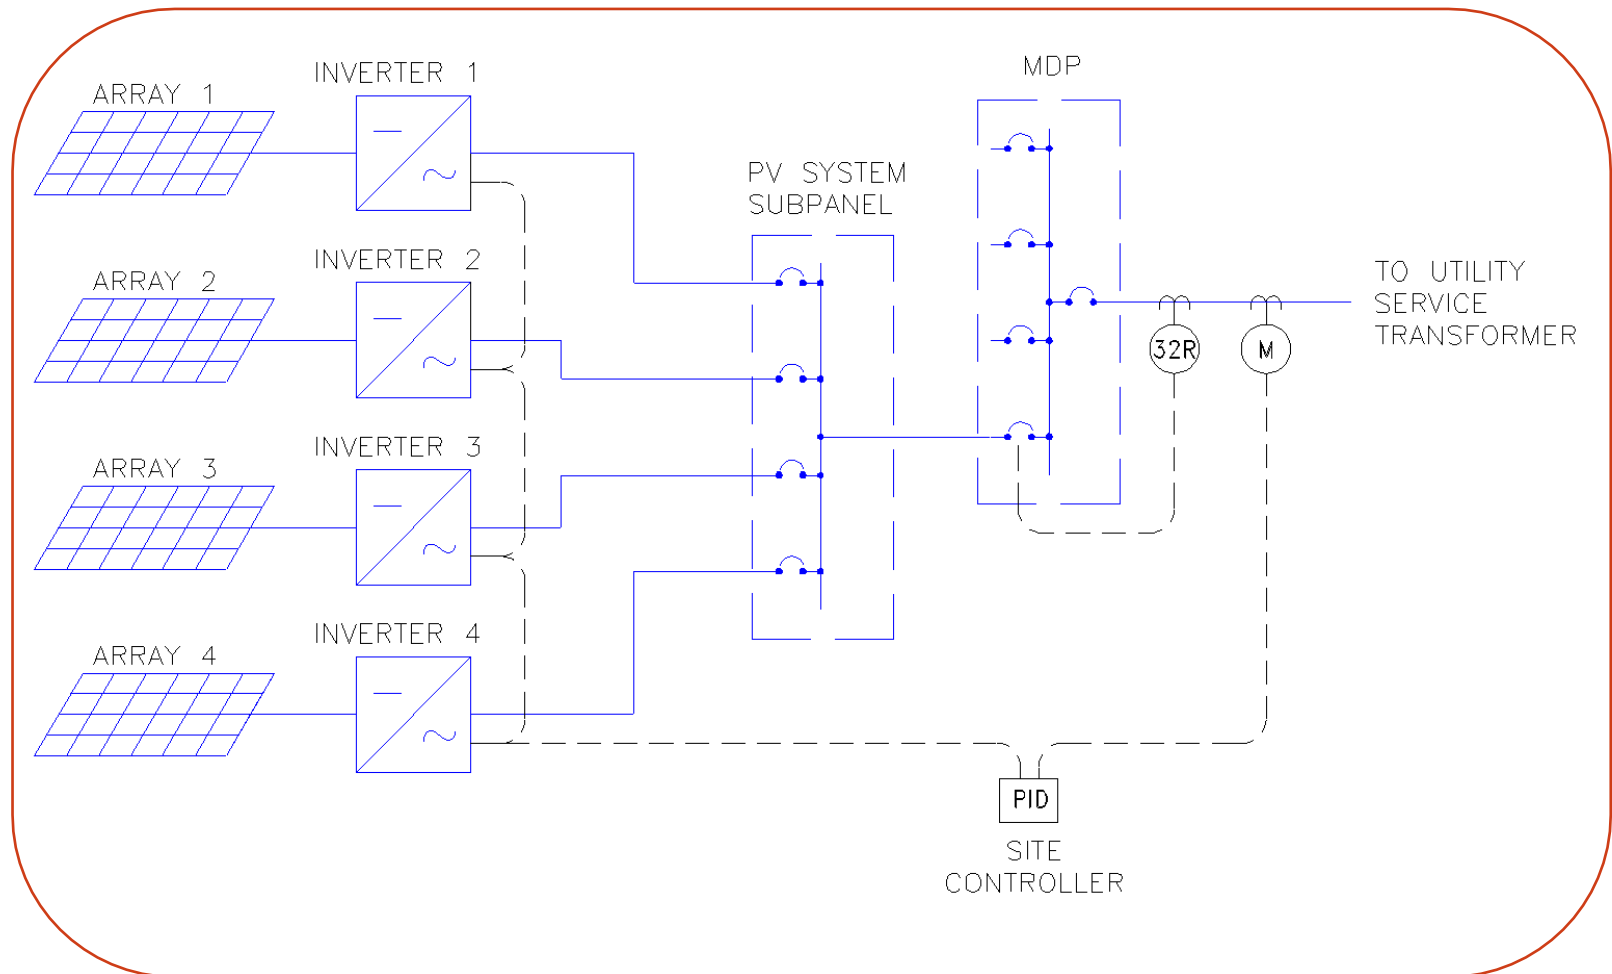 INVERTER 1
MDP
ARRAY 1
PV SYSTEM
SUBPANEL
INVERTER 2
ARRAY 2
TO UTILITY
SERVICE
TRANSFORMER
32R
M
INVERTER 3
ARRAY 3
INVERTER 4
ARRAY 4
PID
SITE
CONTROLLER